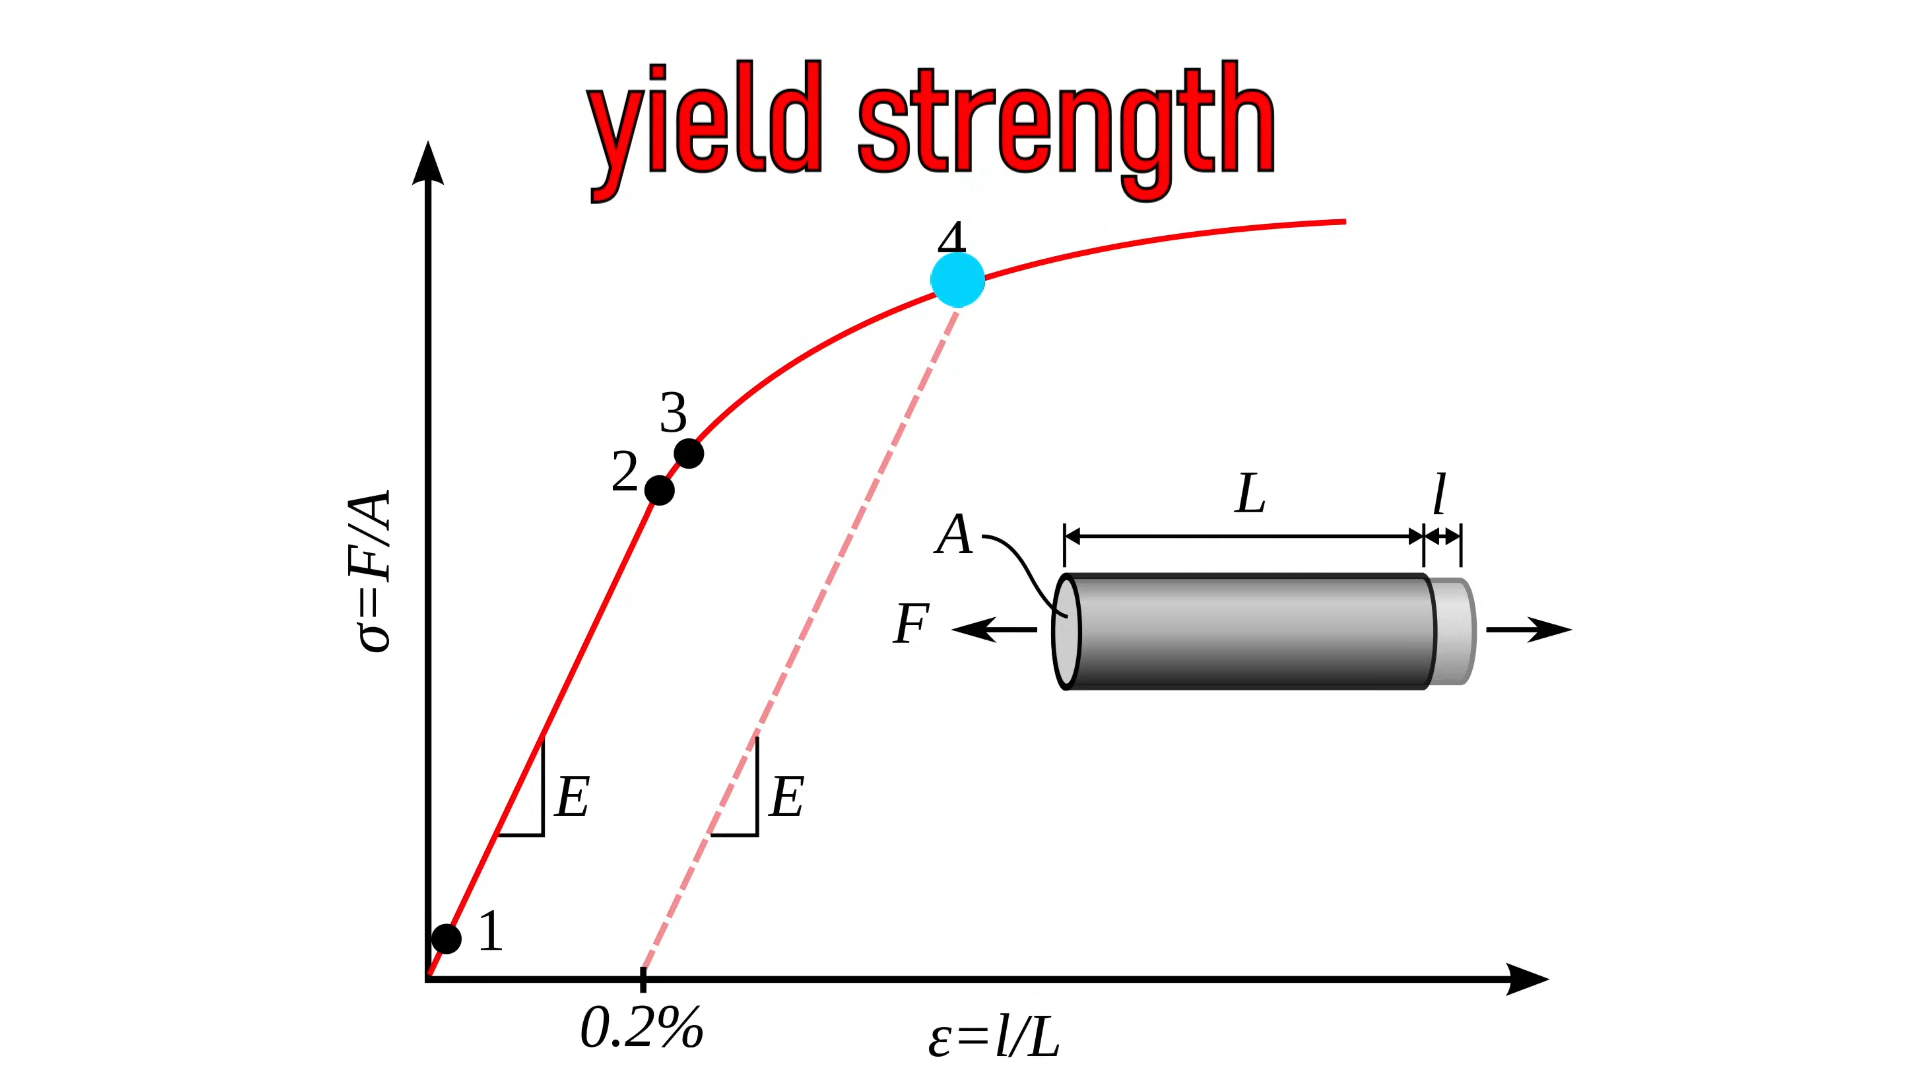 yield strength
4
3
2
L
l
A
σ=F/A
F
E
E
1
0.2%
ε=l/L